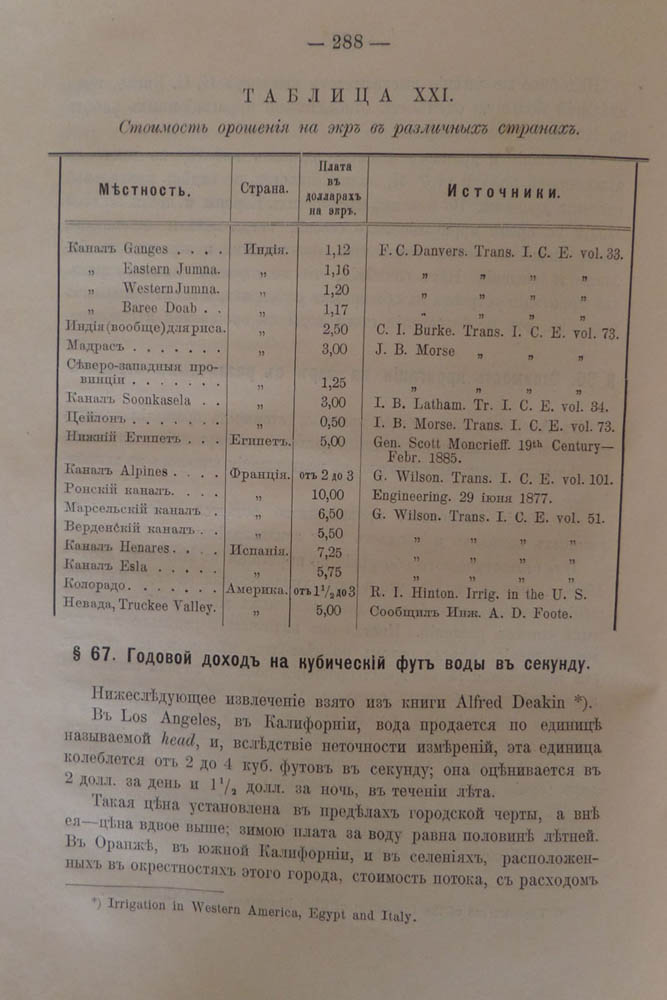 — 288 —
ТАБЛИЦА XXI.
Стоимость орошенія на экръ въ различныхъ странахъ.
Мѣстность. Страна. Плата въ долларахъ на экръ. Источники.
Каналъ Ganges . . . . Индія. 1,12 F. C. Danvers. Trans. I. C. E. vol. 33.
„ Eastern Jumna. „ 1,16 „ „ „ „
„ Western Jumna. „ 1,20 „ „ „ „
„ Baree Doab . . „ 1,17 „ „ „ „
Индія (вообще) для риса. „ 2,50 C. I. Burke. Trans. I. C. E. vol. 73.
Мадрасъ . . . . . . . „ 3,00 J. B. Morse „ „ „
Сѣверо-западныя про-
винціи . . . . . . . „ 1,25 „ „ „ „
Каналъ Soonkasela . . „ 3,00 I. B. Latham. Tr. I. C. E. vol. 34.
Цейлонъ . . . . . . . „ 0,50 I. B. Morse. Trans. I. C. E. vol. 73.
Нижній Египетъ . . . Египетъ. 5,00 Gen. Scott Moncrieff. 19th Century—
Febr. 1885.
Каналъ Alpines . . . . Франція. отъ 2 до 3 G. Wilson. Trans. I. C. E. vol. 101.
Ронскій каналъ. . . . „ 10,00 Engineering. 29 іюня 1877.
Марсельскій каналъ . „ 6,50 G. Wilson. Trans. I. C. E. vol. 51.
Верденскій каналъ . . „ 5,50 „ „ „ „
Каналъ Henares. . . . Испанія. 7,25 „ „ „ „
Каналъ Esla . . . . . „ 5,75 „ „ „ „
Колорадо. . . . . . . Америка. отъ 1½ до 3 R. I. Hinton. Irrig. in the U. S.
Невада, Truckee Valley. „ 5,00 Сообщилъ Инж. A. D. Foote.
§ 67. Годовой доходъ на кубическій футъ воды въ секунду.
Нижеслѣдующее извлеченіе взято изъ книги Alfred Deakin *).
Въ Los Angeles, въ Калифорніи, вода продается по единицѣ
называемой head, и, вслѣдствіе неточности измѣреній, эта единица
колеблется отъ 2 до 4 куб. футовъ въ секунду; она оцѣнивается въ
2 долл. за день и 1½ долл. за ночь, въ теченіи лѣта.
Такая цѣна установлена въ предѣлахъ городской черты, а внѣ
ея—цѣна вдвое выше; зимою плата за воду равна половинѣ лѣтней.
Въ Оранжѣ, въ южной Калифорніи, и въ селеніяхъ, расположен-
ныхъ въ окрестностяхъ этого города, стоимость потока, съ расходомъ
*) Irrigation in Western America, Egypt and Italy.